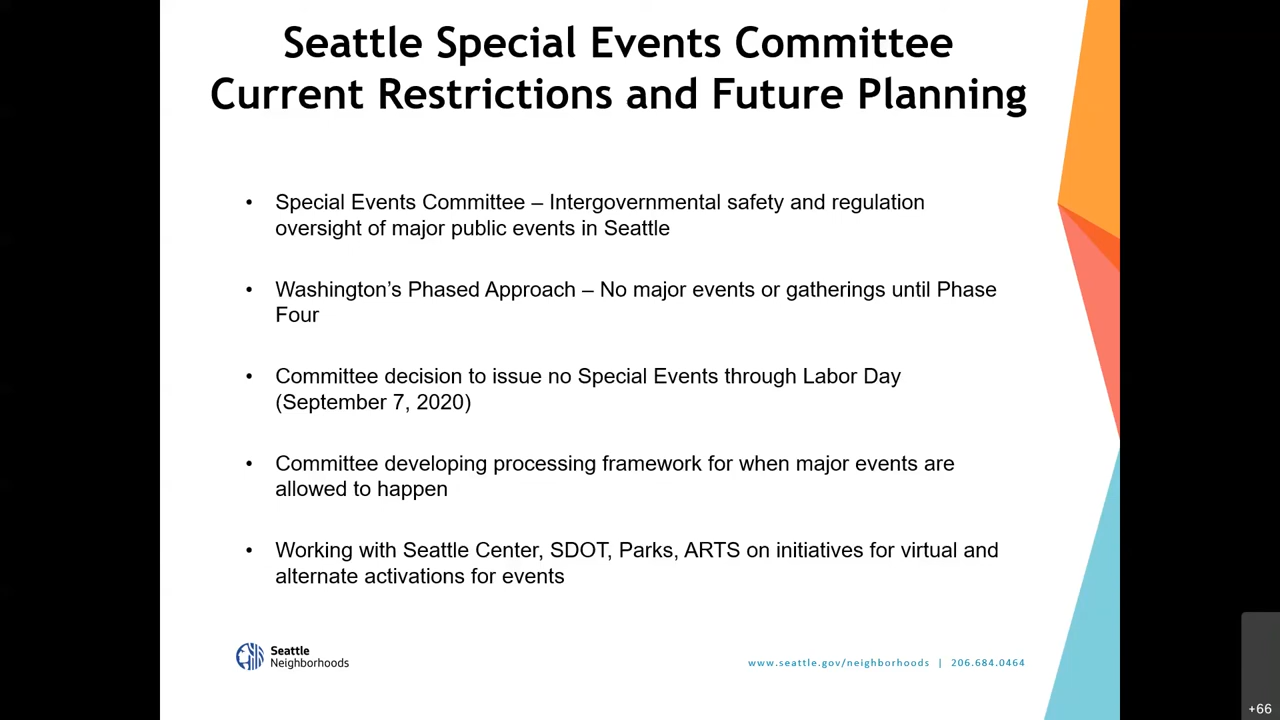 Seattle Special Events Committee
Current Restrictions and Future Planning
• Special Events Committee – Intergovernmental safety and regulation
oversight of major public events in Seattle
• Washington’s Phased Approach – No major events or gatherings until Phase
Four
• Committee decision to issue no Special Events through Labor Day
(September 7, 2020)
• Committee developing processing framework for when major events are
allowed to happen
• Working with Seattle Center, SDOT, Parks, ARTS on initiatives for virtual and
alternate activations for events
Seattle
Neighborhoods
www.seattle.gov/neighborhoods | 206.684.0464
+66